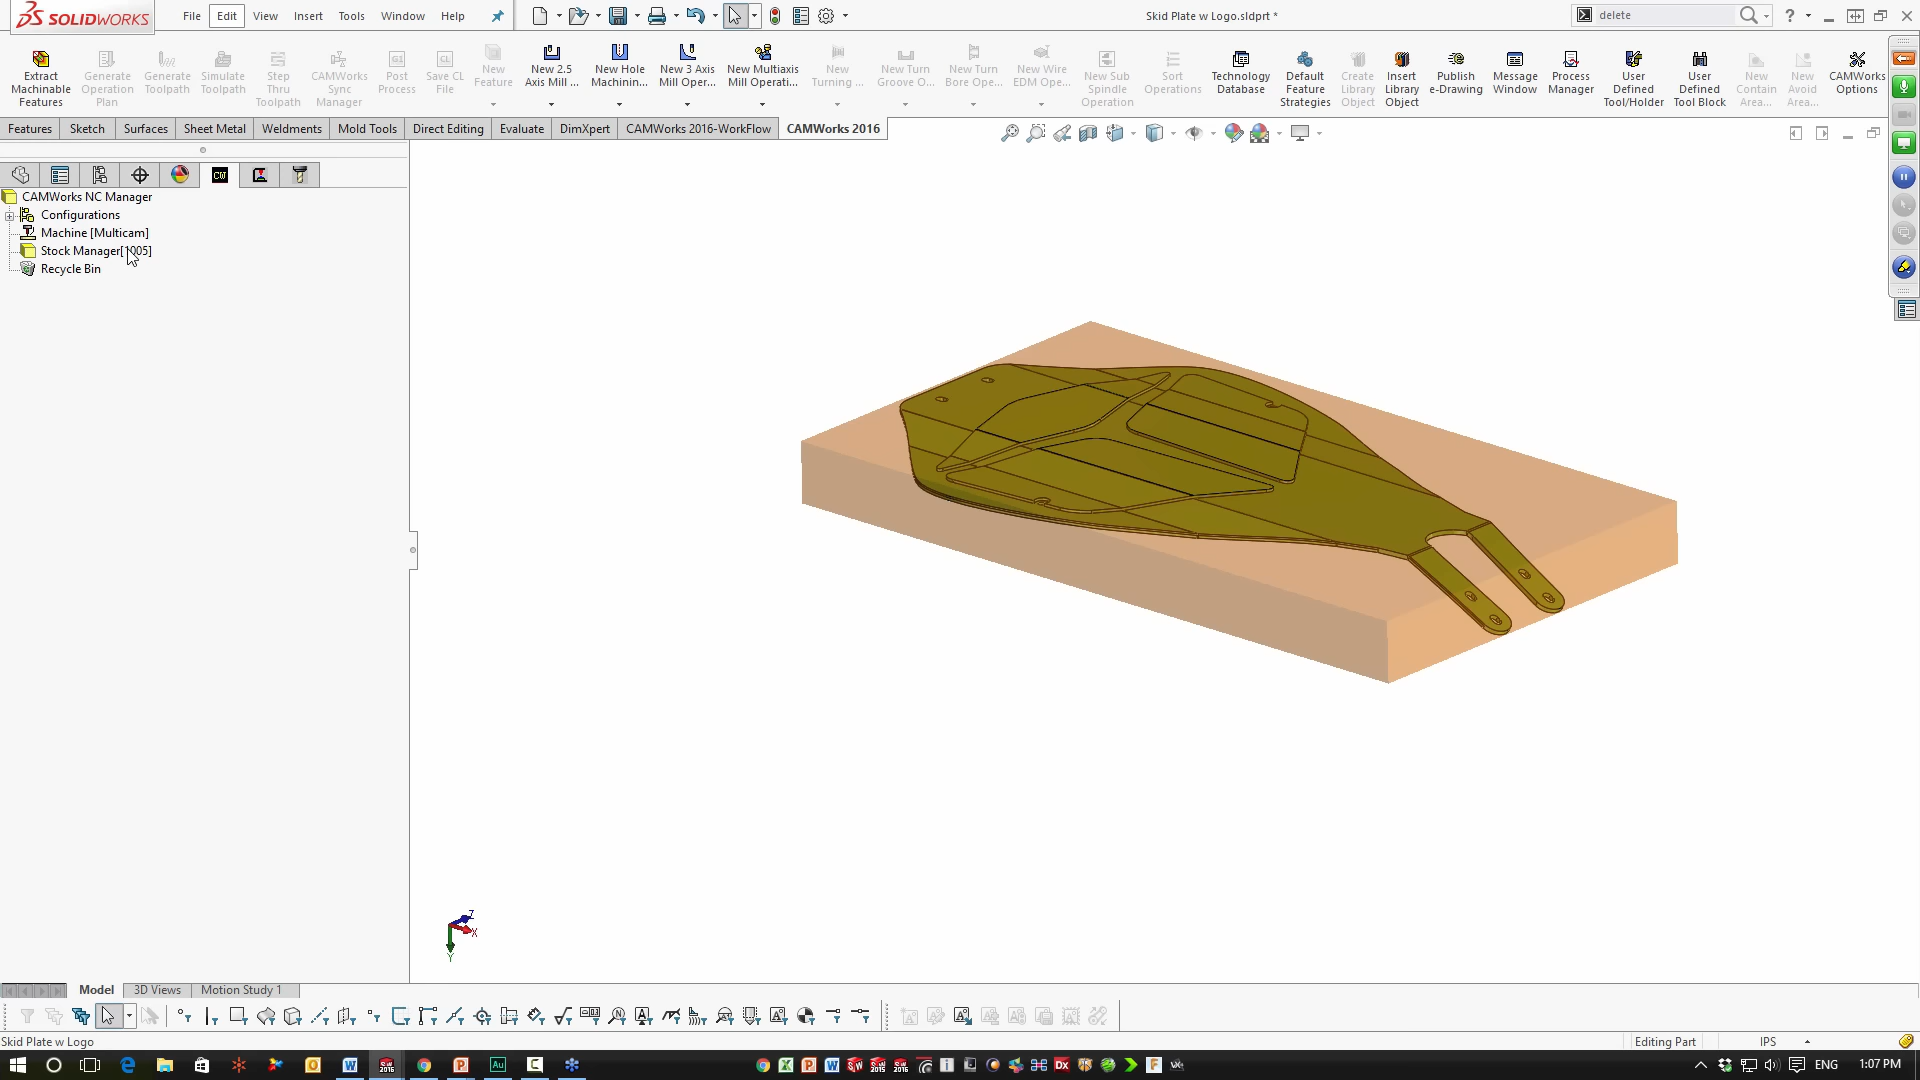 SOLIDWORKS File Edit View Insert Tools Window Help Skid Plate w Logo.sldprt * delete
Extract Machinable Features
Generate Operation Plan
Generate Toolpath
Simulate Toolpath
Step Thru Toolpath
CAMWorks Sync Manager
Post Process
Save CL File
New Feature
New 2.5 Axis Mill ...
New Hole Machinin...
New 3 Axis Mill Oper...
New Multiaxis Mill Operati...
New Turning ...
New Turn Groove O...
New Turn Bore Ope...
New Wire EDM Ope...
New Sub Spindle Operation
Sort Operations
Technology Database
Default Feature Strategies
Create Library Object
Insert Library Object
Publish e-Drawing
Message Window
Process Manager
User Defined Tool/Holder
User Defined Tool Block
New Contain Area...
New Avoid Area...
CAMWorks Options
Features Sketch Surfaces Sheet Metal Weldments Mold Tools Direct Editing Evaluate DimXpert CAMWorks 2016-WorkFlow CAMWorks 2016
CAMWorks NC Manager
Configurations
Machine [Multicam]
Stock Manager[1005]
Recycle Bin
Z
X
Y
Model 3D Views Motion Study 1
Skid Plate w Logo Editing Part IPS
ENG 1:07 PM